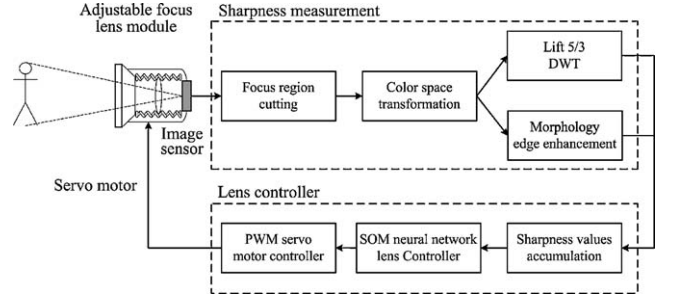 Adjustable focus
lens module
Sharpness measurement
Focus region
cutting
Color space
transformation
Lift 5/3
DWT
Morphology
edge enhancement
Image
sensor
Servo motor
Lens controller
PWM servo
motor controller
SOM neural network
lens Controller
Sharpness values
accumulation